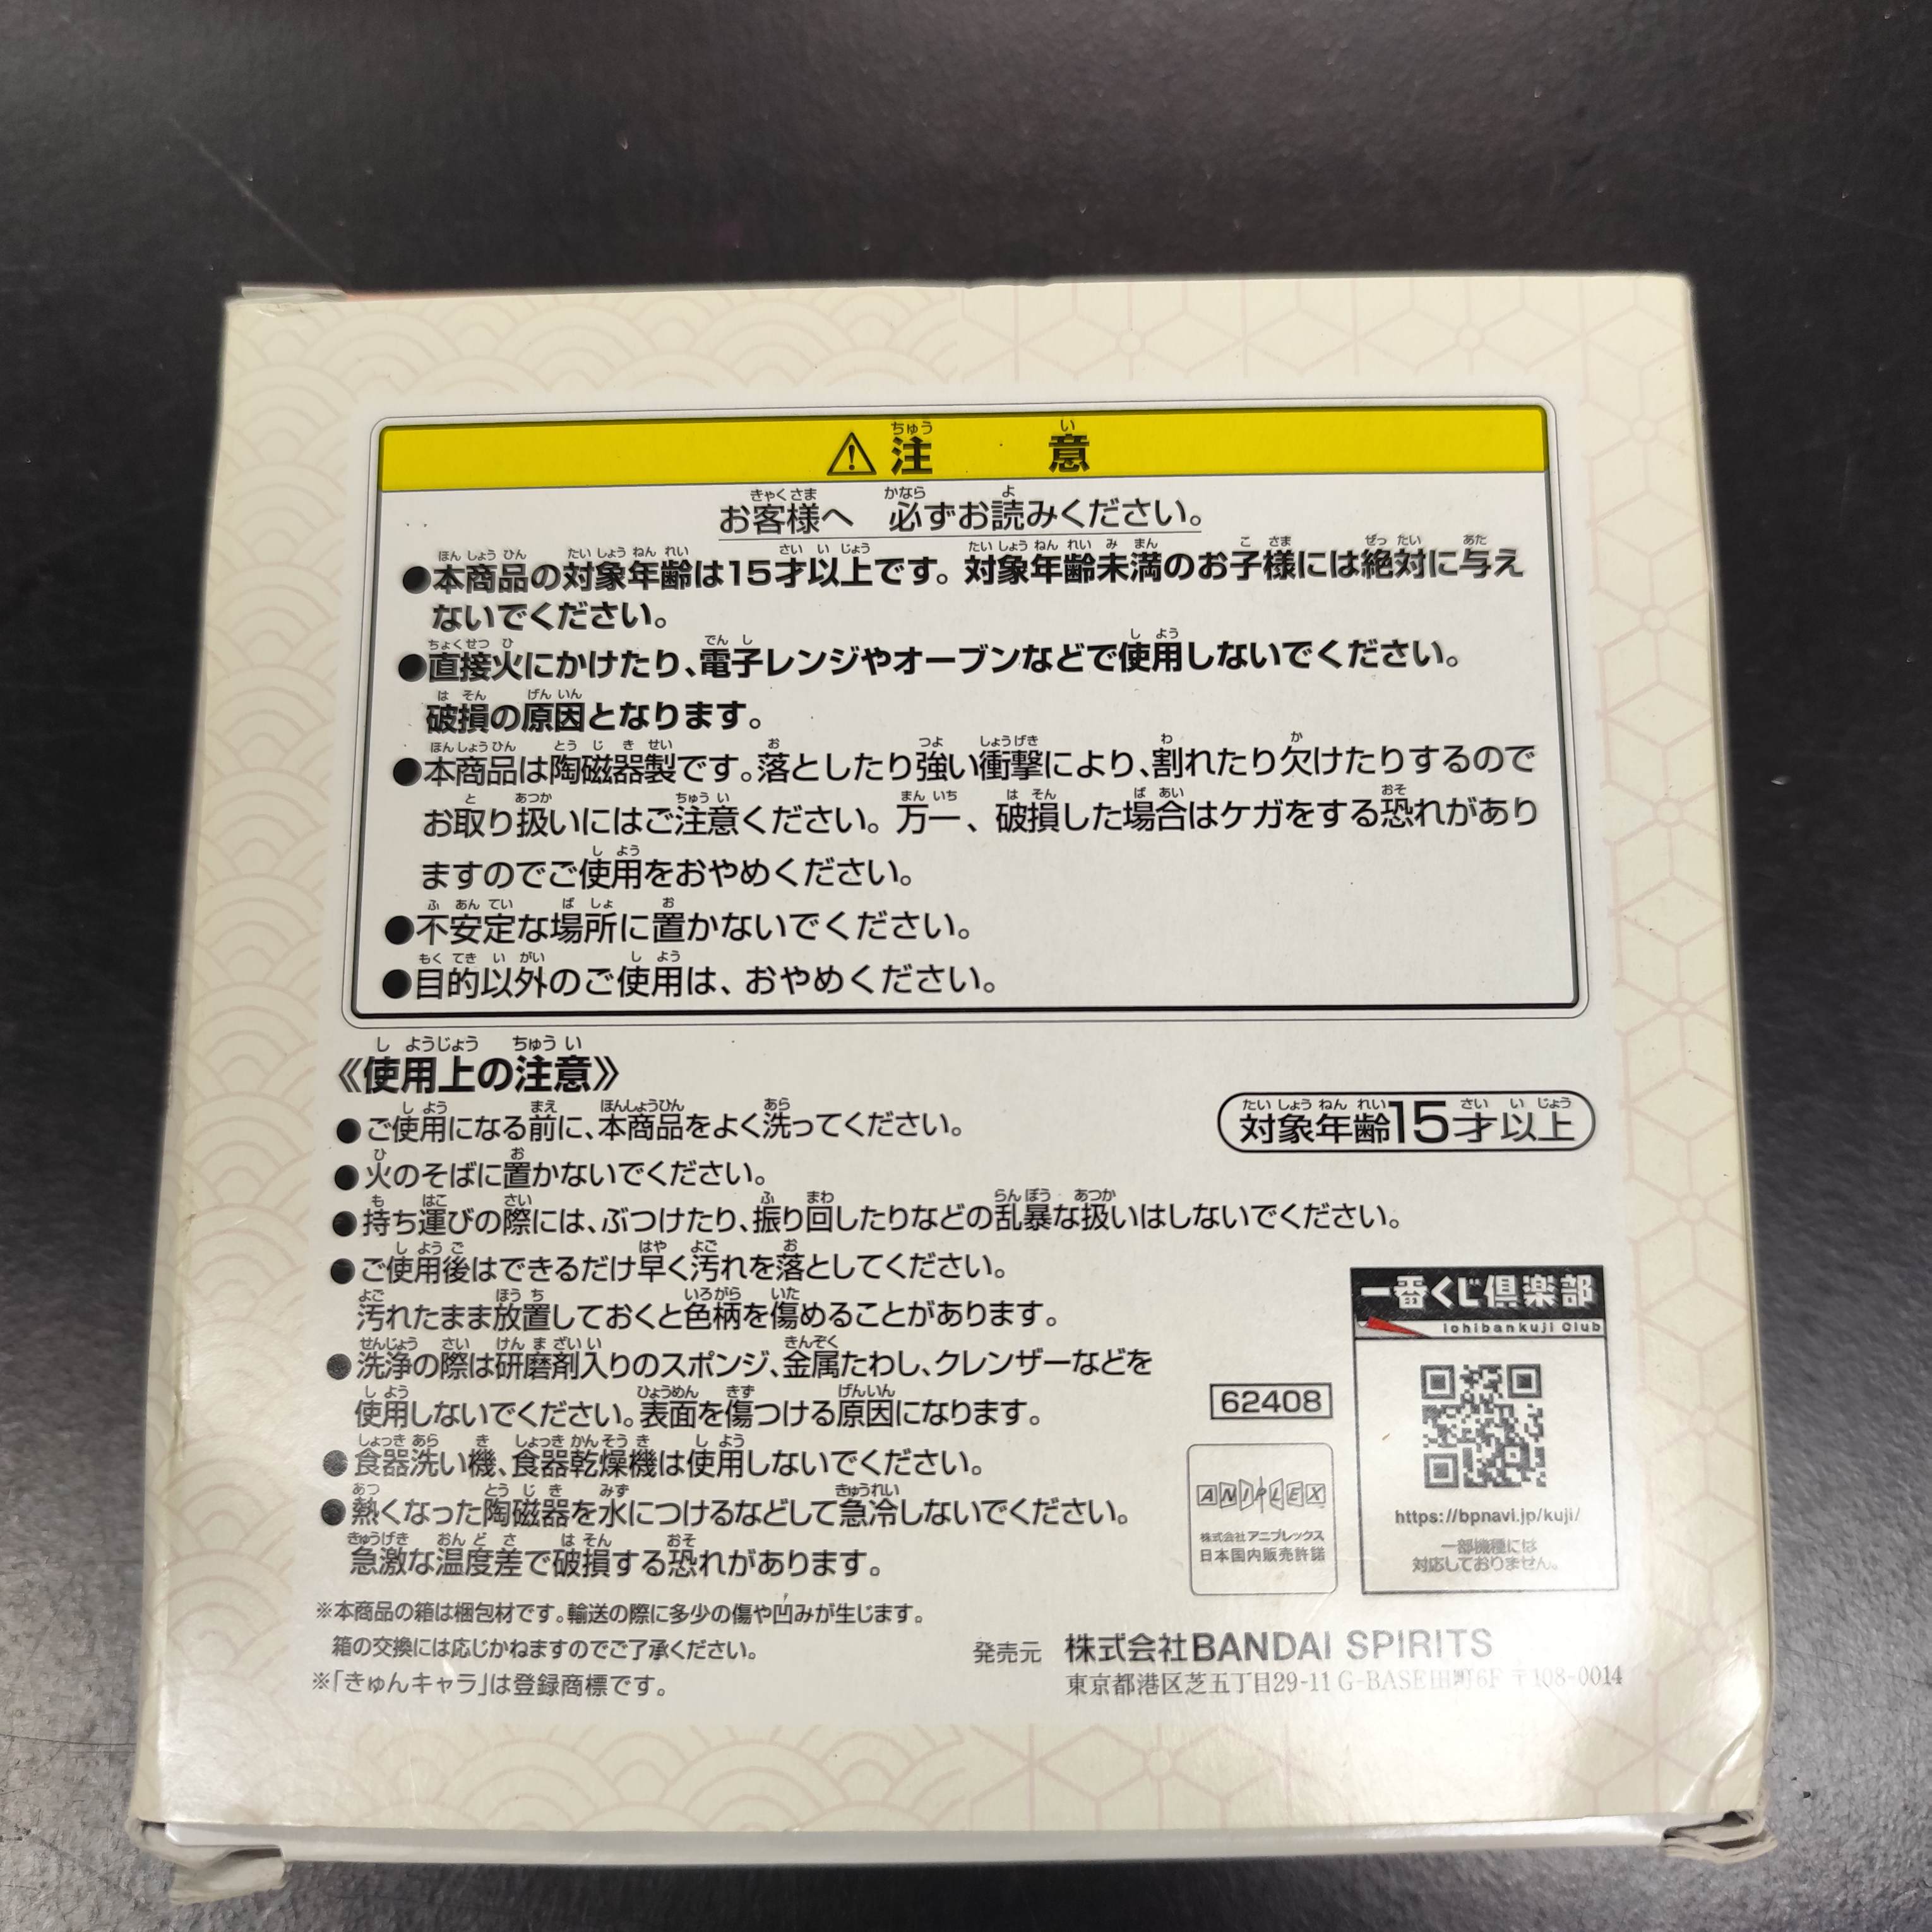 ⚠注意
お客様へ 必ずお読みください。
●本商品の対象年齢は15才以上です。対象年齢未満のお子様には絶対に与え
ないでください。
●直接火にかけたり、電子レンジやオーブンなどで使用しないでください。
破損の原因となります。
●本商品は陶磁器製です。落としたり強い衝撃により、割れたり欠けたりするので
お取り扱いにはご注意ください。万一、破損した場合はケガをする恐れがあり
ますのでご使用をおやめください。
●不安定な場所に置かないでください。
●目的以外のご使用は、おやめください。
《使用上の注意》
●ご使用になる前に、本商品をよく洗ってください。
対象年齢15才以上
●火のそばに置かないでください。
●持ち運びの際には、ぶつけたり、振り回したりなどの乱暴な扱いはしないでください。
●ご使用後はできるだけ早く汚れを落としてください。
汚れたまま放置しておくと色柄を傷めることがあります。
●洗浄の際は研磨剤入りのスポンジ、金属たわし、クレンザーなどを
使用しないでください。表面を傷つける原因になります。
●食器洗い機、食器乾燥機は使用しないでください。
●熱くなった陶磁器を水につけるなどして急冷しないでください。
急激な温度差で破損する恐れがあります。
※本商品の箱は梱包材です。輸送の際に多少の傷や凹みが生じます。
箱の交換には応じかねますのでご了承ください。
※「きゅんキャラ」は登録商標です。
62408
ANIPLEX
株式会社アニプレックス
日本国内販売許諾
一番くじ倶楽部
Ichibankuji Club
https://bpnavi.jp/kuji/
一部機種には
対応しておりません。
発売元 株式会社BANDAI SPIRITS
東京都港区芝五丁目29-11 G-BASE田町6F 〒108-0014